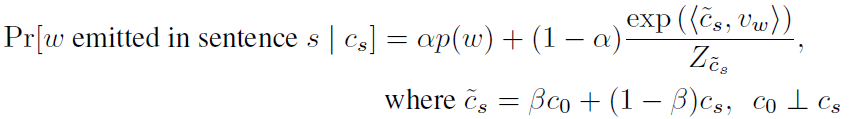 Pr[w emitted in sentence s | c_s] = αp(w) + (1 − α) exp (⟨c̃_s, v_w⟩) / Z_{c̃_s},
where c̃_s = βc_0 + (1 − β)c_s, c_0 ⊥ c_s